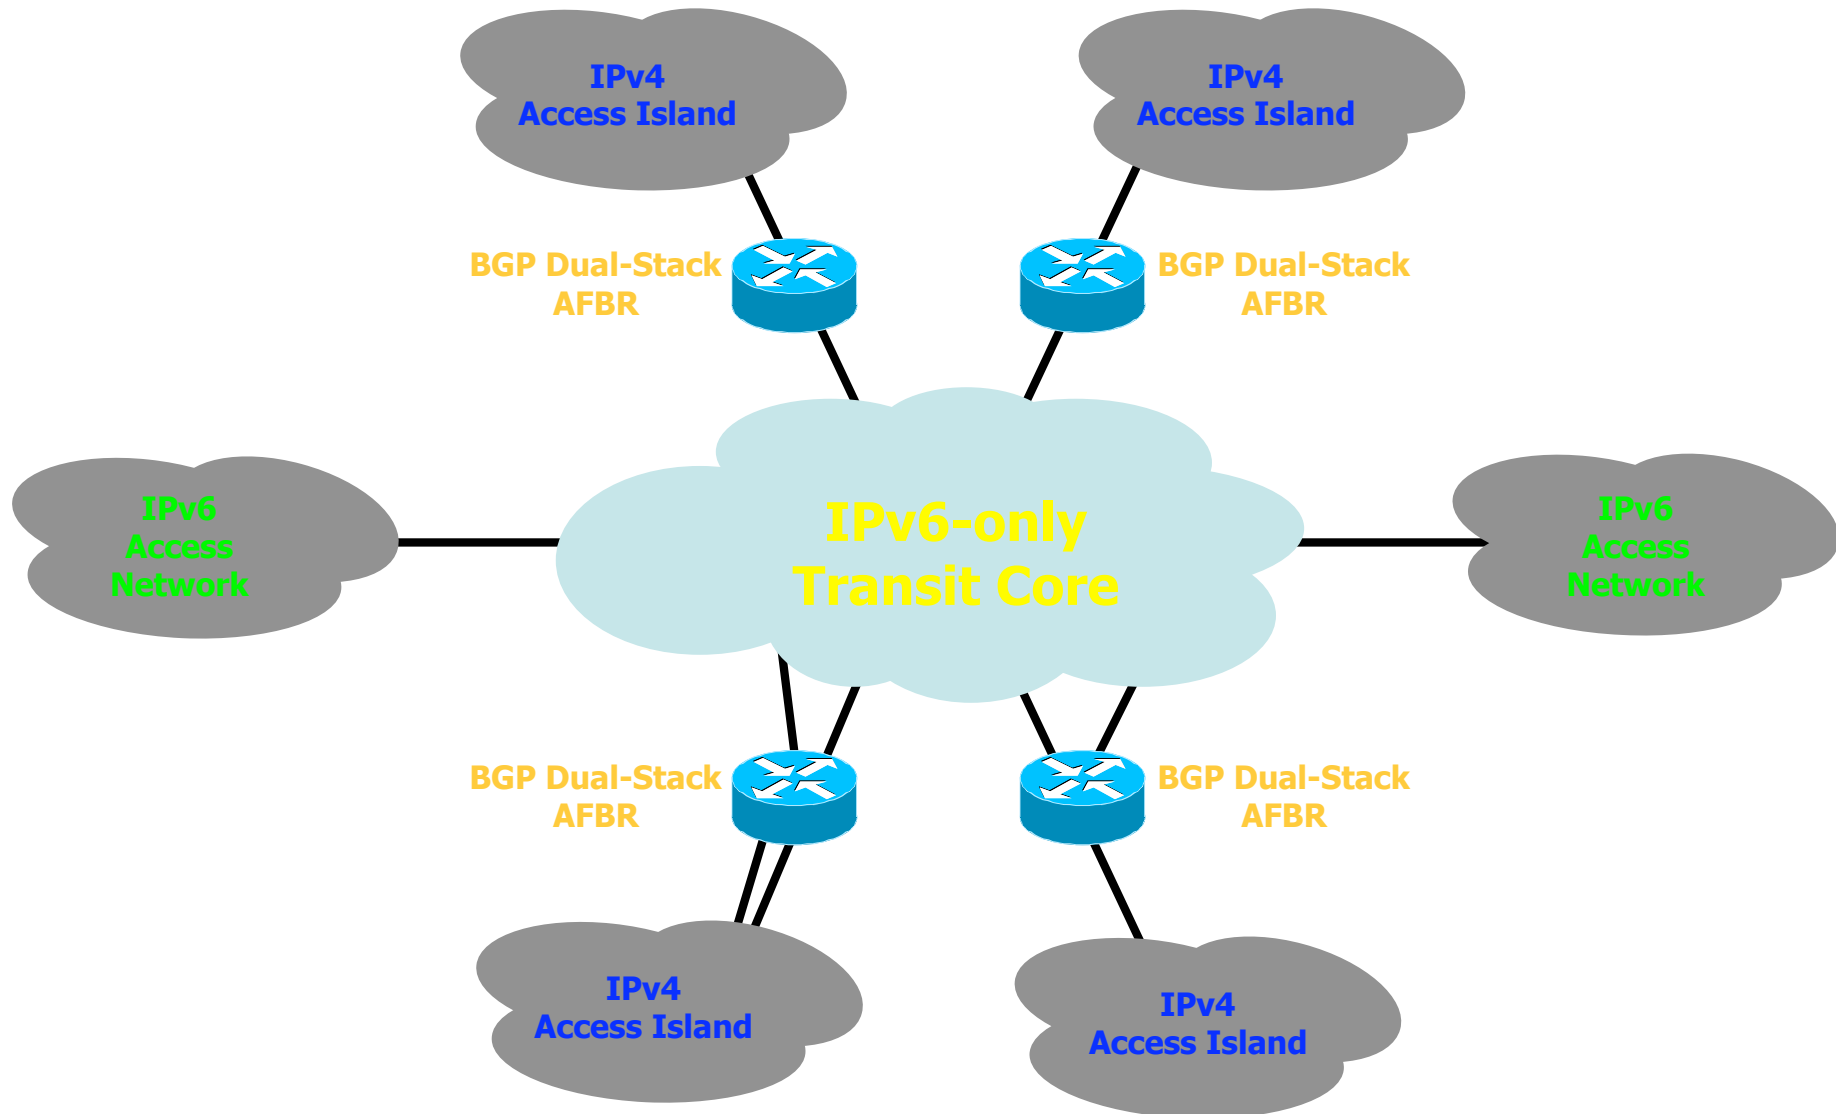 IPv4
Access Island
IPv4
Access Island
BGP Dual-Stack
AFBR
BGP Dual-Stack
AFBR
IPv6
Access
Network
IPv6-only
Transit Core
IPv6
Access
Network
BGP Dual-Stack
AFBR
BGP Dual-Stack
AFBR
IPv4
Access Island
IPv4
Access Island